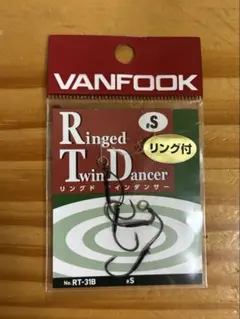 VANFOOK
Ringed
#S
Twin Dancer
リング付
リングドツインダンサー
No. RT-31B
#S